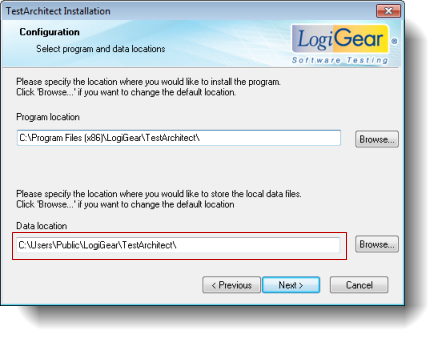 TestArchitect Installation
Configuration
Select program and data locations
LogiGear ®
Software Testing
Please specify the location where you would like to install the program.
Click 'Browse...' if you want to change the default location.
Program location
C:\Program Files (x86)\LogiGear\TestArchitect\
Browse...
Please specify the location where you would like to store the local data files.
Click 'Browse...' if you want to change the default location
Data location
C:\Users\Public\LogiGear\TestArchitect\
Browse...
< Previous
Next >
Cancel